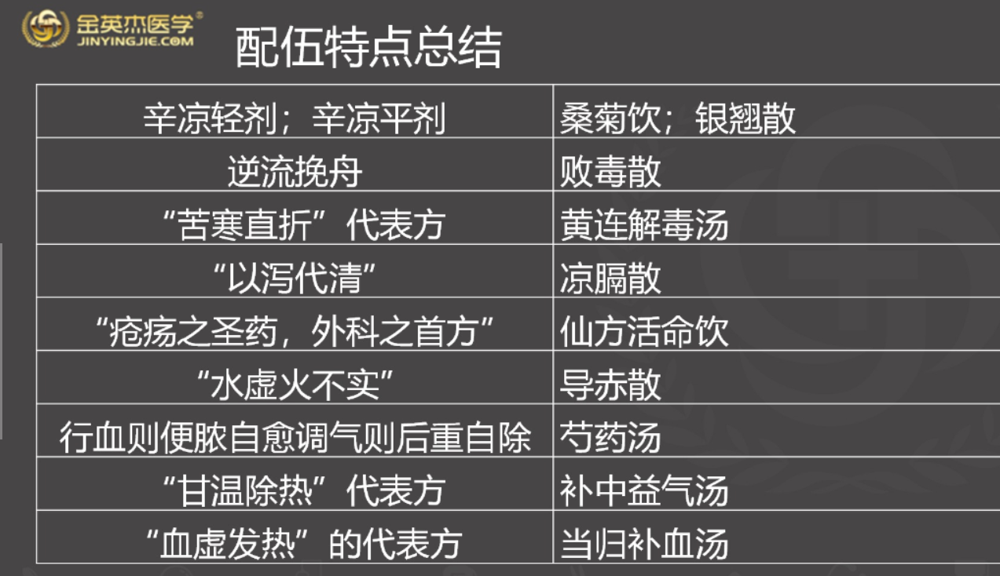 金英杰医学®
JINYINGJIE.COM
配伍特点总结
辛凉轻剂；辛凉平剂 桑菊饮；银翘散
逆流挽舟 败毒散
“苦寒直折”代表方 黄连解毒汤
“以泻代清” 凉膈散
“疮疡之圣药，外科之首方” 仙方活命饮
“水虚火不实” 导赤散
行血则便脓自愈调气则后重自除 芍药汤
“甘温除热”代表方 补中益气汤
“血虚发热”的代表方 当归补血汤